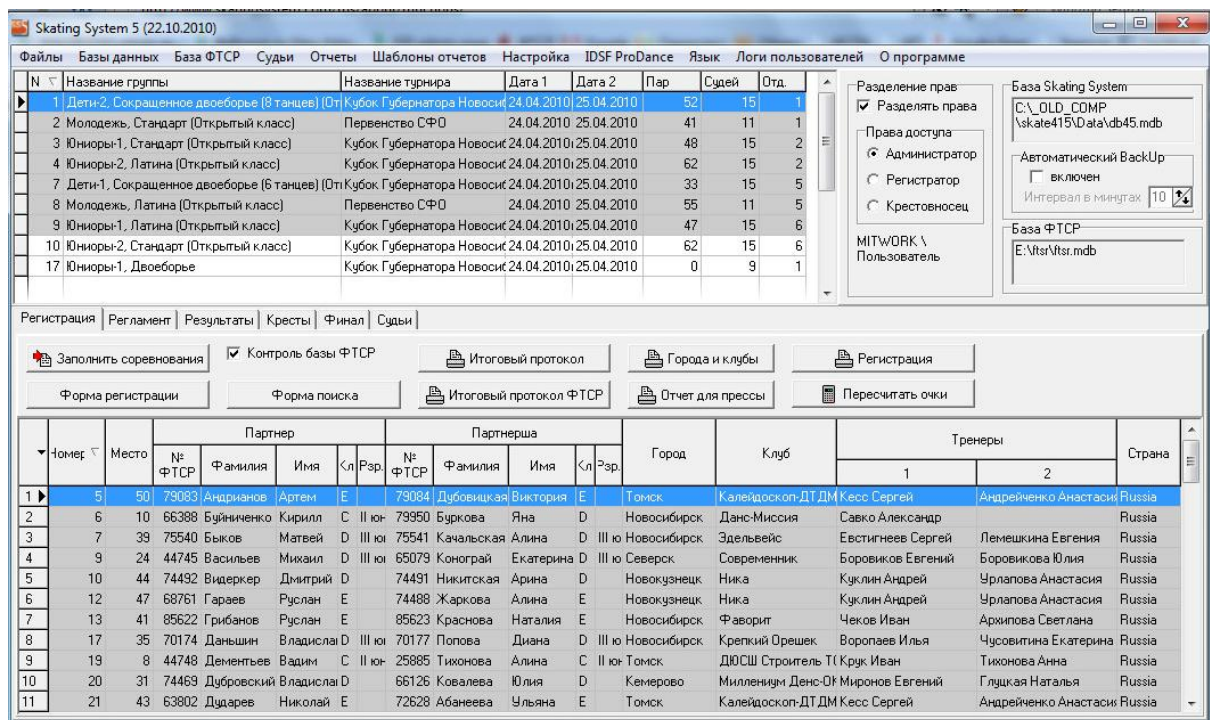 Skating System 5 (22.10.2010)
Файлы Базы данных База ФТСР Судьи Отчеты Шаблоны отчетов Настройка IDSF ProDance Язык Логи пользователей О программе
N Название группы Название турнира Дата 1 Дата 2 Пар Судей Отд.
1 Дети-2, Сокращенное двоеборье (8 танцев) (От Кубок Губернатора Новосиб 24.04.2010 25.04.2010 52 15 1
2 Молодежь, Стандарт (Открытый класс) Первенство СФО 24.04.2010 25.04.2010 41 11 1
3 Юниоры-1, Стандарт (Открытый класс) Кубок Губернатора Новосиб 24.04.2010 25.04.2010 48 15 2
4 Юниоры-2, Латина (Открытый класс) Кубок Губернатора Новосиб 24.04.2010 25.04.2010 62 15 2
7 Дети-1, Сокращенное двоеборье (6 танцев) (От Кубок Губернатора Новосиб 24.04.2010 25.04.2010 33 15 5
8 Молодежь, Латина (Открытый класс) Первенство СФО 24.04.2010 25.04.2010 55 11 5
9 Юниоры-1, Латина (Открытый класс) Кубок Губернатора Новосиб 24.04.2010 25.04.2010 47 15 6
10 Юниоры-2, Стандарт (Открытый класс) Кубок Губернатора Новосиб 24.04.2010 25.04.2010 62 15 6
17 Юниоры-1, Двоеборье Кубок Губернатора Новосиб 24.04.2010 25.04.2010 0 9 1
Разделение прав
Разделять права
Права доступа
Администратор
Регистратор
Крестовносец
MITWORK \
Пользователь
База Skating System
C:\_OLD_COMP
\skate415\Data\db45.mdb
Автоматический BackUp
включен
Интервал в минутах 10
База ФТСР
E:\ftsr\ftsr.mdb
Регистрация Регламент Результаты Кресты Финал Судьи
Заполнить соревнования Контроль базы ФТСР Итоговый протокол Города и клубы Регистрация
Форма регистрации Форма поиска Итоговый протокол ФТСР Отчет для прессы Пересчитать очки
Партнер Партнерша Тренеры
Номер Место № ФТСР Фамилия Имя Кл Рзр. № ФТСР Фамилия Имя Кл Рзр. Город Клуб 1 2 Страна
1 5 50 79083 Андрианов Артем E 79084 Дубовицкая Виктория E Томск Калейдоскоп-ДТДМ Кесс Сергей Андрейченко Анастасия Russia
2 6 10 66388 Буйниченко Кирилл C II юн 79950 Буркова Яна D Новосибирск Данс-Миссия Савко Александр Russia
3 7 39 75540 Быков Матвей D III юн 75541 Качальская Алина D III ю Новосибирск Эдельвейс Евстигнеев Сергей Лемешкина Евгения Russia
4 9 24 44745 Васильев Михаил D III юн 65079 Конограй Екатерина D III ю Северск Современник Боровиков Евгений Боровикова Юлия Russia
5 10 44 74492 Видеркер Дмитрий D 74491 Никитская Арина D Новокузнецк Ника Куклин Андрей Урлапова Анастасия Russia
6 12 47 68761 Гараев Руслан E 74488 Жаркова Алина E Новокузнецк Ника Куклин Андрей Урлапова Анастасия Russia
7 13 41 85622 Грибанов Руслан E 85623 Краснова Наталия E Новосибирск Фаворит Чеков Иван Архипова Светлана Russia
8 17 35 70174 Даньшин Владислав D III юн 70177 Попова Диана D III ю Новосибирск Крепкий Орешек Воропаев Илья Чусовитина Екатерина Russia
9 19 8 44748 Дементьев Вадим C II юн 25885 Тихонова Алина C II юн Томск ДЮСШ Строитель Т( Крук Иван Тихонова Анна Russia
10 20 31 74469 Дубровский Владислав D 66126 Ковалева Юлия D Кемерово Миллениум Денс-Ок Миронов Евгений Глуцкая Наталья Russia
11 21 43 63802 Дударев Николай E 72628 Абанеева Ульяна E Томск Калейдоскоп-ДТДМ Кесс Сергей Андрейченко Анастасия Russia